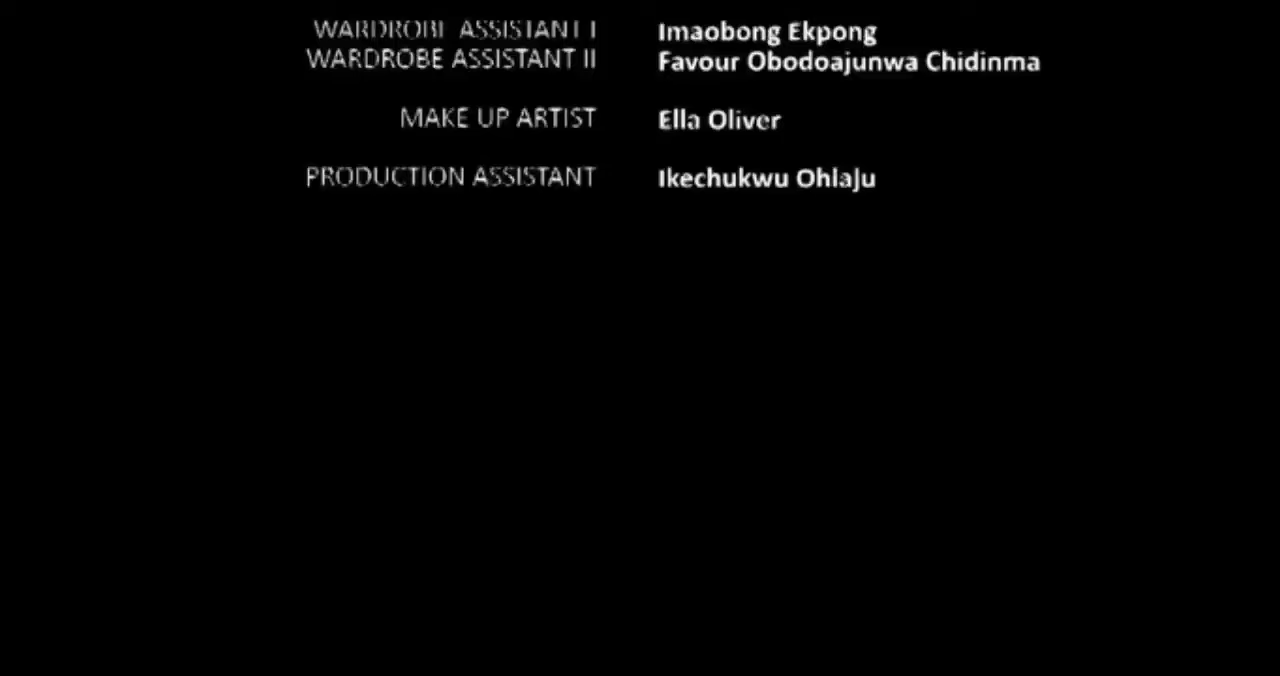 WARDROBE ASSISTANT I Imaobong Ekpong
WARDROBE ASSISTANT II Favour Obodoajunwa Chidinma
MAKE UP ARTIST Ella Oliver
PRODUCTION ASSISTANT Ikechukwu Ohiaju